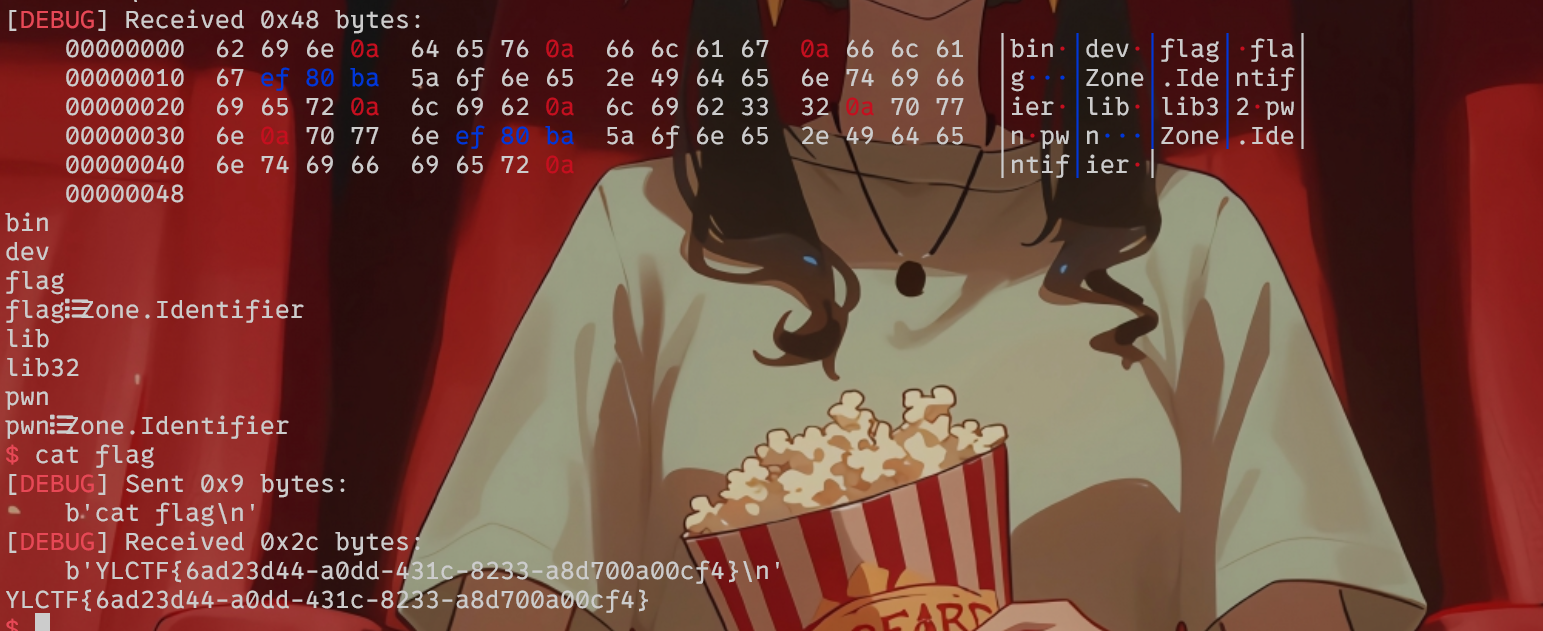 [DEBUG] Received 0x48 bytes:
00000000  62 69 6e 0a  64 65 76 0a  66 6c 61 67  0a 66 6c 61  │bin·│dev·│flag│·fla│
00000010  67 ef 80 ba  5a 6f 6e 65  2e 49 64 65  6e 74 69 66  │g···│Zone│.Ide│ntif│
00000020  69 65 72 0a  6c 69 62 0a  6c 69 62 33  32 0a 70 77  │ier·│lib·│lib3│2·pw│
00000030  6e 0a 70 77  6e ef 80 ba  5a 6f 6e 65  2e 49 64 65  │n·pw│n···│Zone│.Ide│
00000040  6e 74 69 66  69 65 72 0a                            │ntif│ier·│
00000048
bin
dev
flag
flagZone.Identifier
lib
lib32
pwn
pwnZone.Identifier
$ cat flag
[DEBUG] Sent 0x9 bytes:
b'cat flag\n'
[DEBUG] Received 0x2c bytes:
b'YLCTF{6ad23d44-a0dd-431c-8233-a8d700a00cf4}\n'
YLCTF{6ad23d44-a0dd-431c-8233-a8d700a00cf4}
$